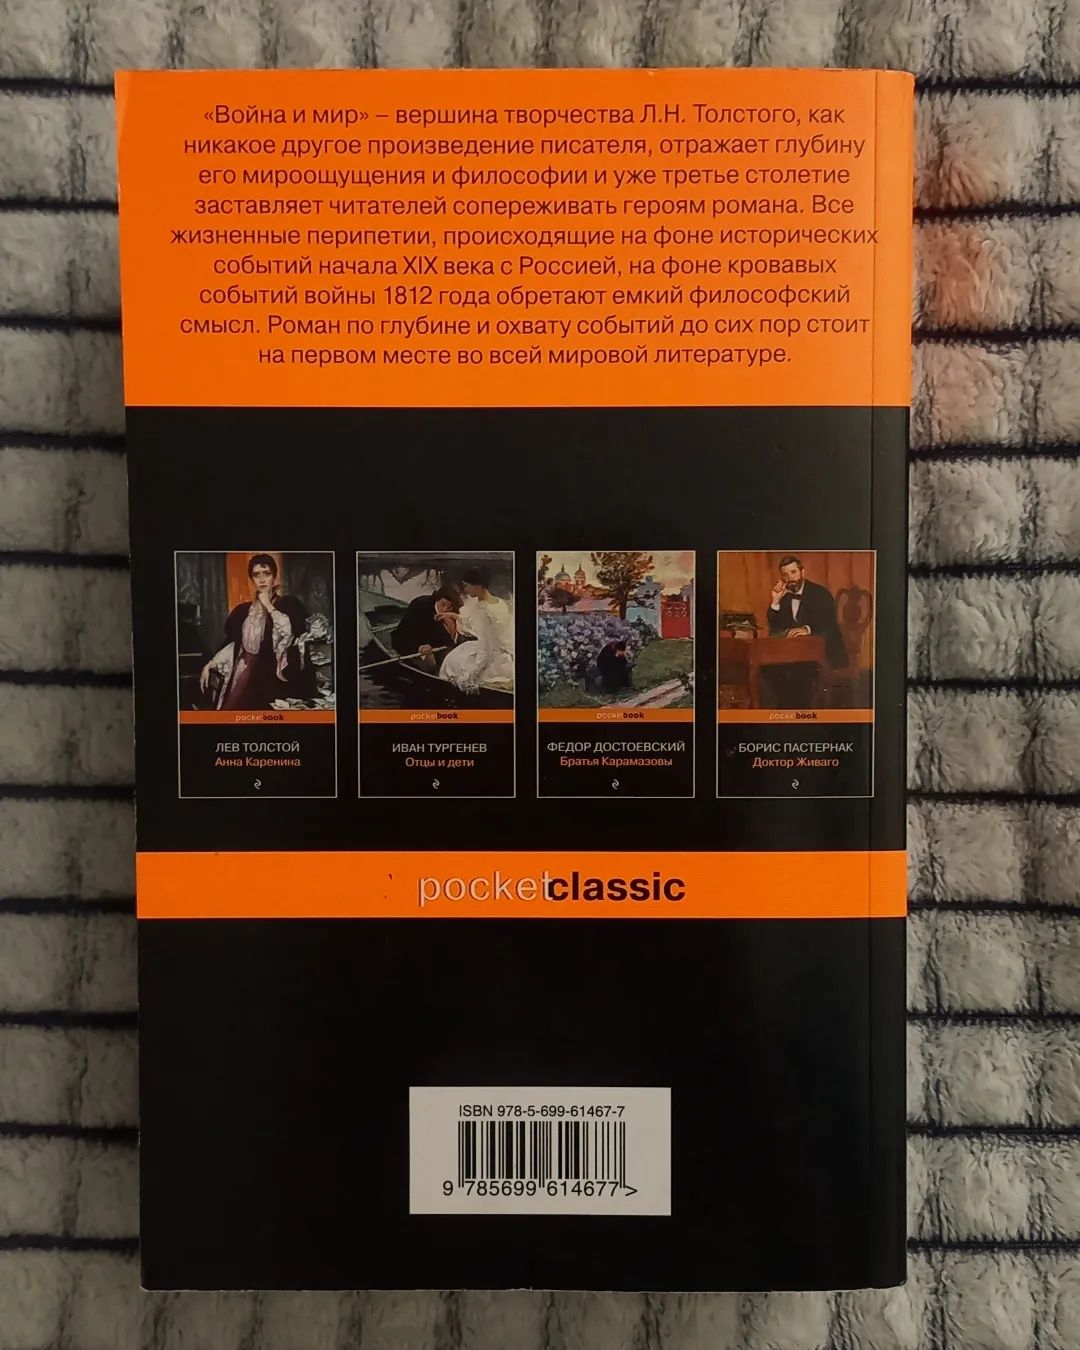 «Война и мир» – вершина творчества Л.Н. Толстого, как
никакое другое произведение писателя, отражает глубину
его мироощущения и философии и уже третье столетие
заставляет читателей сопереживать героям романа. Все
жизненные перипетии, происходящие на фоне исторических
событий начала XIX века с Россией, на фоне кровавых
событий войны 1812 года обретают емкий философский
смысл. Роман по глубине и охвату событий до сих пор стоит
на первом месте во всей мировой литературе.
pocketbook
ЛЕВ ТОЛСТОЙ
Анна Каренина
pocketbook
ИВАН ТУРГЕНЕВ
Отцы и дети
pocketbook
ФЕДОР ДОСТОЕВСКИЙ
Братья Карамазовы
pocketbook
БОРИС ПАСТЕРНАК
Доктор Живаго
pocketclassic
ISBN 978-5-699-61467-7
9 785699 614677 >